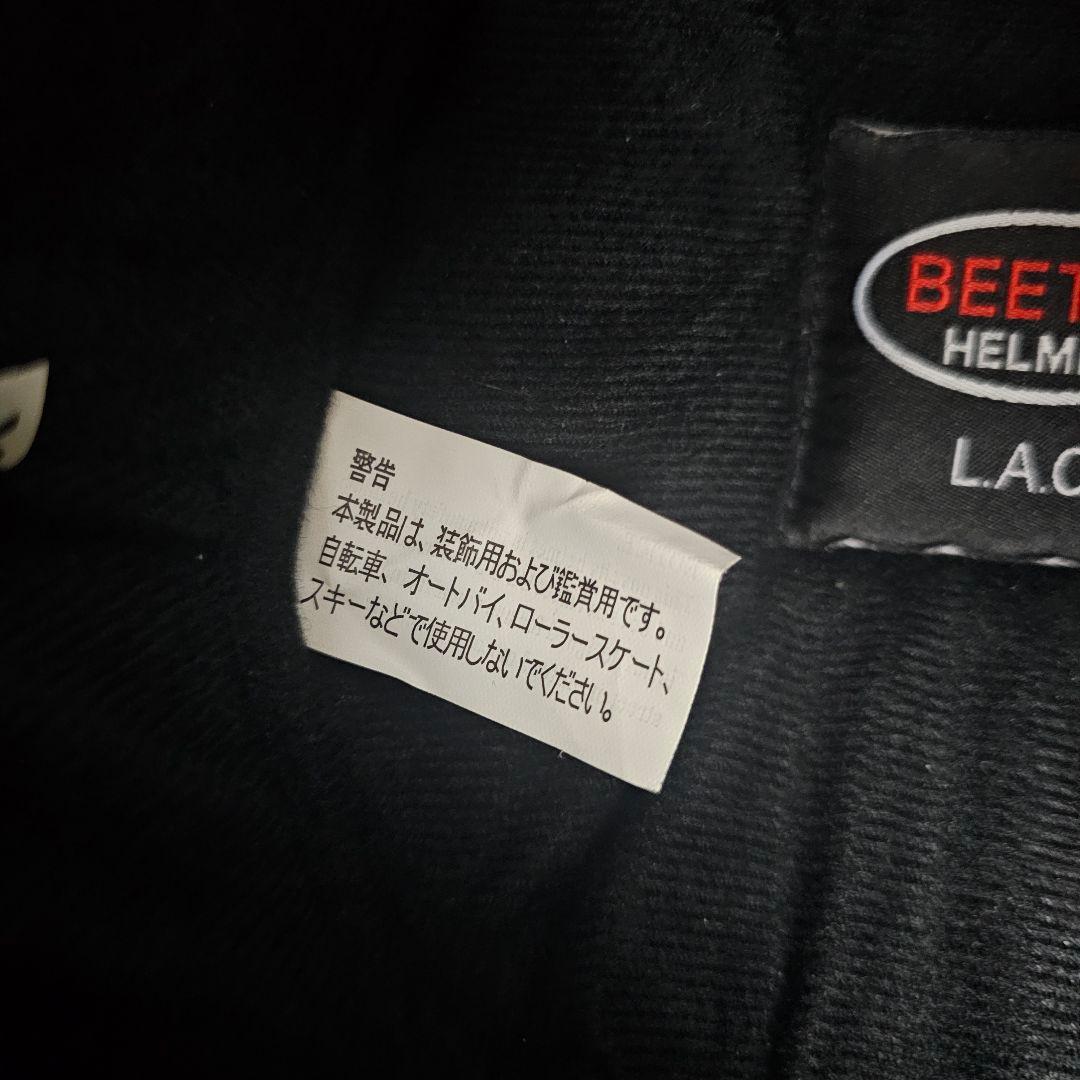 警告
本製品は、装飾用および鑑賞用です。
自転車、オートバイ、ローラースケート、
スキーなどで使用しないでください。
BEET
HELM
L.A.C